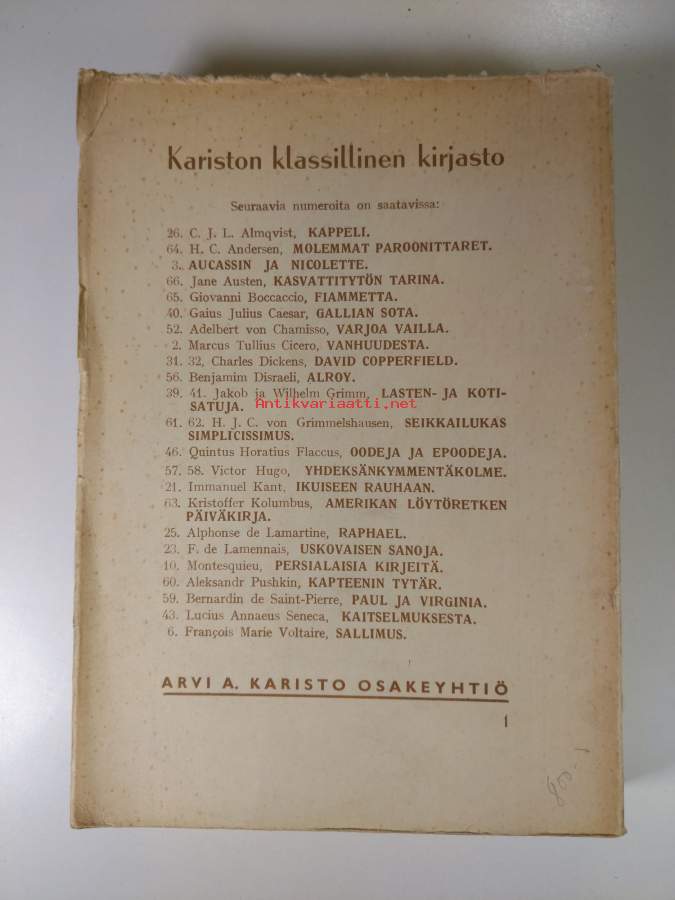 Kariston klassillinen kirjasto
Seuraavia numeroita on saatavissa:
26. C. J. L. Almqvist, KAPPELI.
64. H. C. Andersen, MOLEMMAT PAROONITTARET.
3. AUCASSIN JA NICOLETTE.
66. Jane Austen, KASVATTITYTÖN TARINA.
65. Giovanni Boccaccio, FIAMMETTA.
40. Gaius Julius Caesar, GALLIAN SOTA.
52. Adelbert von Chamisso, VARJOA VAILLA.
2. Marcus Tullius Cicero, VANHUUDESTA.
31. 32, Charles Dickens, DAVID COPPERFIELD.
56. Benjamim Disraeli, ALROY.
39. 41. Jakob ja Wilhelm Grimm, LASTEN- JA KOTI-
SATUJA.
Antikvariaatti.net
61. 62. H. J. C. von Grimmelshausen, SEIKKAILUKAS
SIMPLICISSIMUS.
46. Quintus Horatius Flaccus, OODEJA JA EPOODEJA.
57. 58. Victor Hugo, YHDEKSÄNKYMMENTÄKOLME.
21. Immanuel Kant, IKUISEEN RAUHAAN.
63. Kristoffer Kolumbus, AMERIKAN LÖYTÖRETKEN
PÄIVÄKIRJA.
25. Alphonse de Lamartine, RAPHAEL.
23. F. de Lamennais, USKOVAISEN SANOJA.
10. Montesquieu, PERSIALAISIA KIRJEITÄ.
60. Aleksandr Pushkin, KAPTEENIN TYTÄR.
59. Bernardin de Saint-Pierre, PAUL JA VIRGINIA.
43. Lucius Annaeus Seneca, KAITSELMUKSESTA.
6. François Marie Voltaire, SALLIMUS.
ARVI A. KARISTO OSAKEYHTIÖ
1
800:-